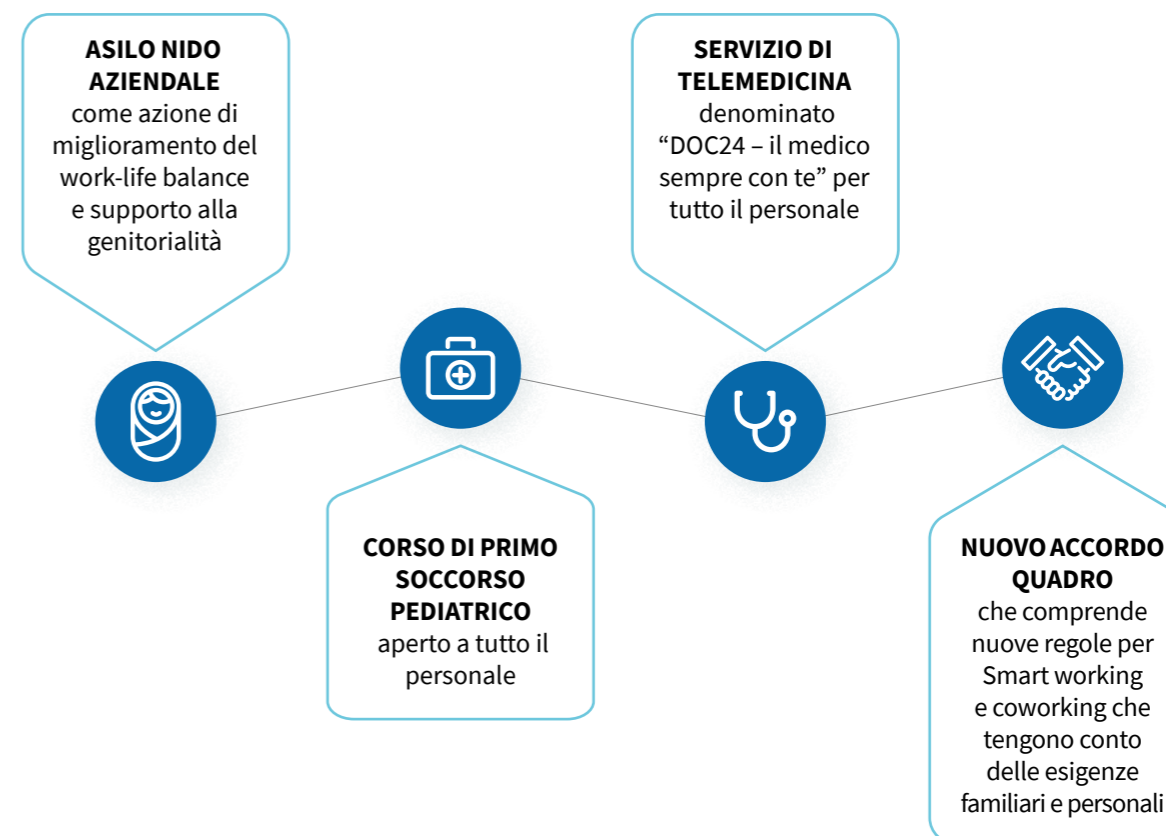 ASILO NIDO
AZIENDALE
come azione di
miglioramento del
work-life balance
e supporto alla
genitorialità
CORSO DI PRIMO
SOCCORSO
PEDIATRICO
aperto a tutto il
personale
SERVIZIO DI
TELEMEDICINA
denominato
“DOC24 – il medico
sempre con te” per
tutto il personale
NUOVO ACCORDO
QUADRO
che comprende
nuove regole per
Smart working
e coworking che
tengono conto
delle esigenze
familiari e personali